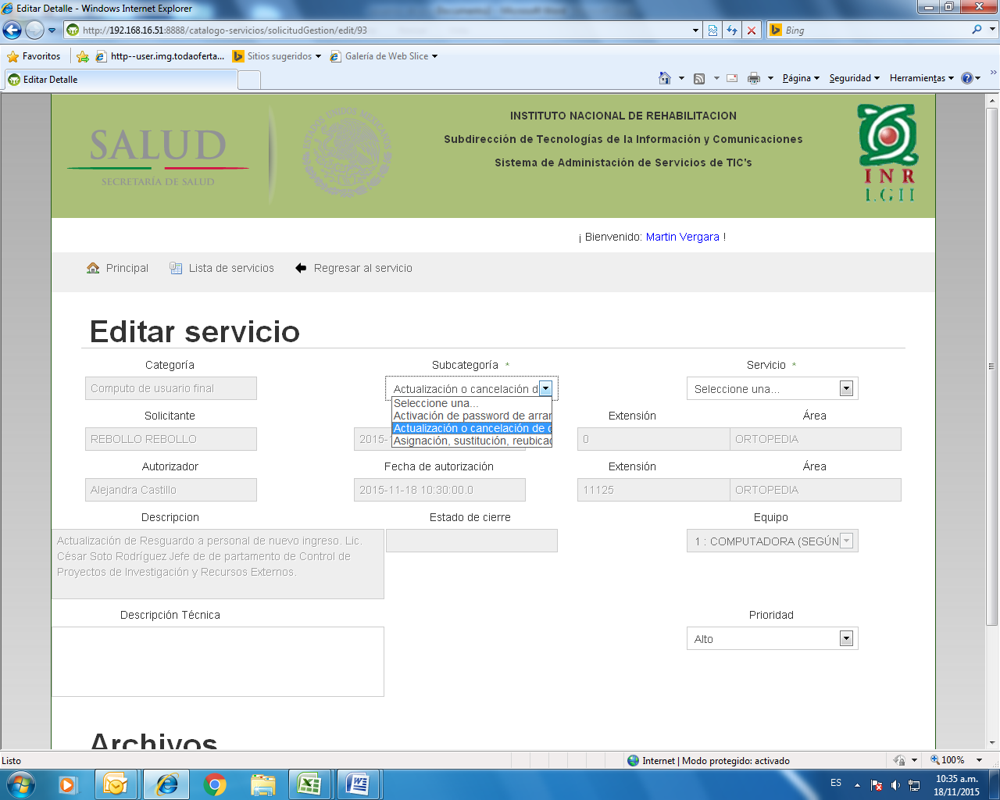 Editar Detalle - Windows Internet Explorer
http://192.168.16.51:8888/catalogo-servicios/solicitudGestion/edit/93
Bing
Favoritos
http--user.img.todaoferta...
Sitios sugeridos
Galería de Web Slice
Editar Detalle
Página
Seguridad
Herramientas
SALUD
SECRETARÍA DE SALUD
ESTADOS UNIDOS MEXICANOS
INSTITUTO NACIONAL DE REHABILITACION
Subdirección de Tecnologías de la Información y Comunicaciones
Sistema de Administación de Servicios de TIC's
INR
LGII
¡ Bienvenido: Martin Vergara !
Principal
Lista de servicios
Regresar al servicio
Editar servicio
Categoría
Subcategoría *
Servicio *
Computo de usuario final
Actualización o cancelación d
Seleccione una...
Seleccione una...
Activación de password de arrar
Actualización o cancelación de c
Asignación, sustitución, reubicac
Solicitante
Extensión
Área
REBOLLO REBOLLO
2015-1
0
ORTOPEDIA
Autorizador
Fecha de autorización
Extensión
Área
Alejandra Castillo
2015-11-18 10:30:00.0
11125
ORTOPEDIA
Descripcion
Estado de cierre
Equipo
Actualización de Resguardo a personal de nuevo ingreso. Lic.
César Soto Rodríguez Jefe de de partamento de Control de
Proyectos de Investigación y Recursos Externos.
1 : COMPUTADORA (SEGÚN
Descripción Técnica
Prioridad
Alto
Archivos
Listo
Internet | Modo protegido: activado
100%
ES
10:35 a.m.
18/11/2015